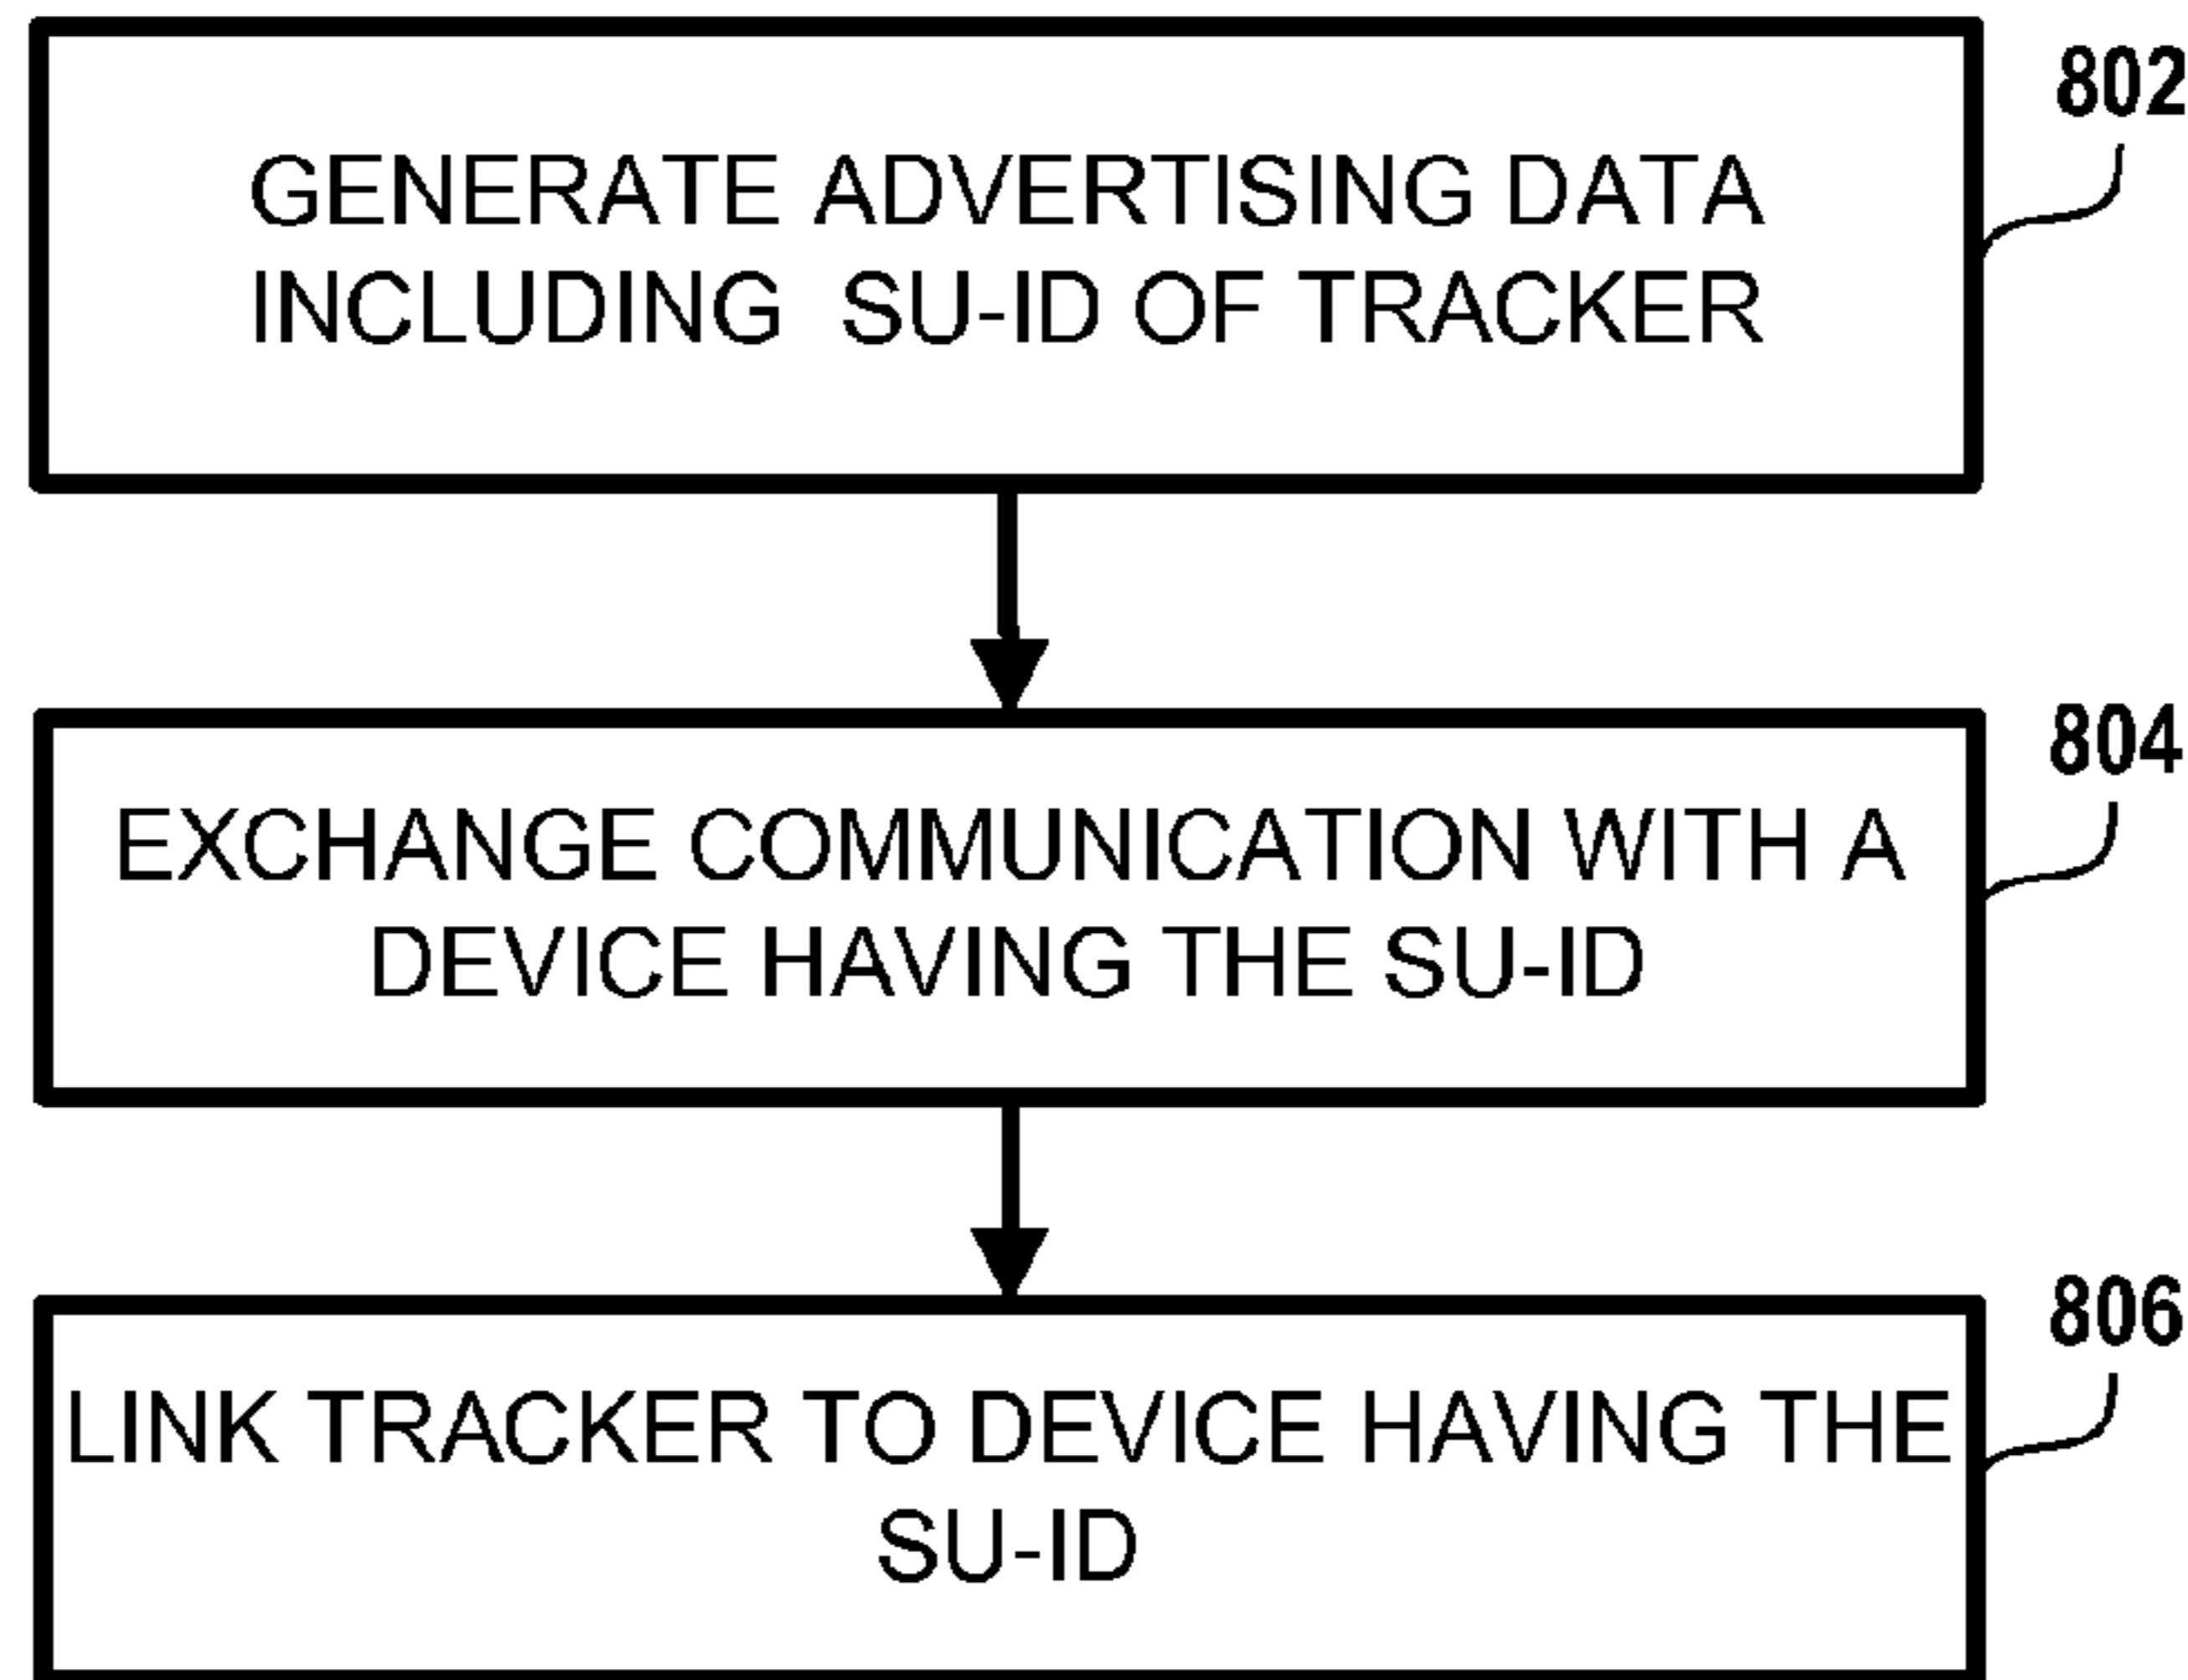 802
GENERATE ADVERTISING DATA
INCLUDING SU-ID OF TRACKER
804
EXCHANGE COMMUNICATION WITH A
DEVICE HAVING THE SU-ID
806
LINK TRACKER TO DEVICE HAVING THE
SU-ID